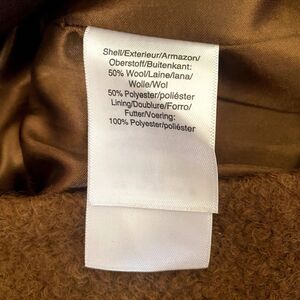 Shell/Exterieur/Armazon/
Oberstoff/Buitenkant:
50% Wool/Laine/lana/
Wolle/Wol
50% Polyester/poliéster
Lining/Doublure/Forro/
Futter/Voering:
100% Polyester/poliéster